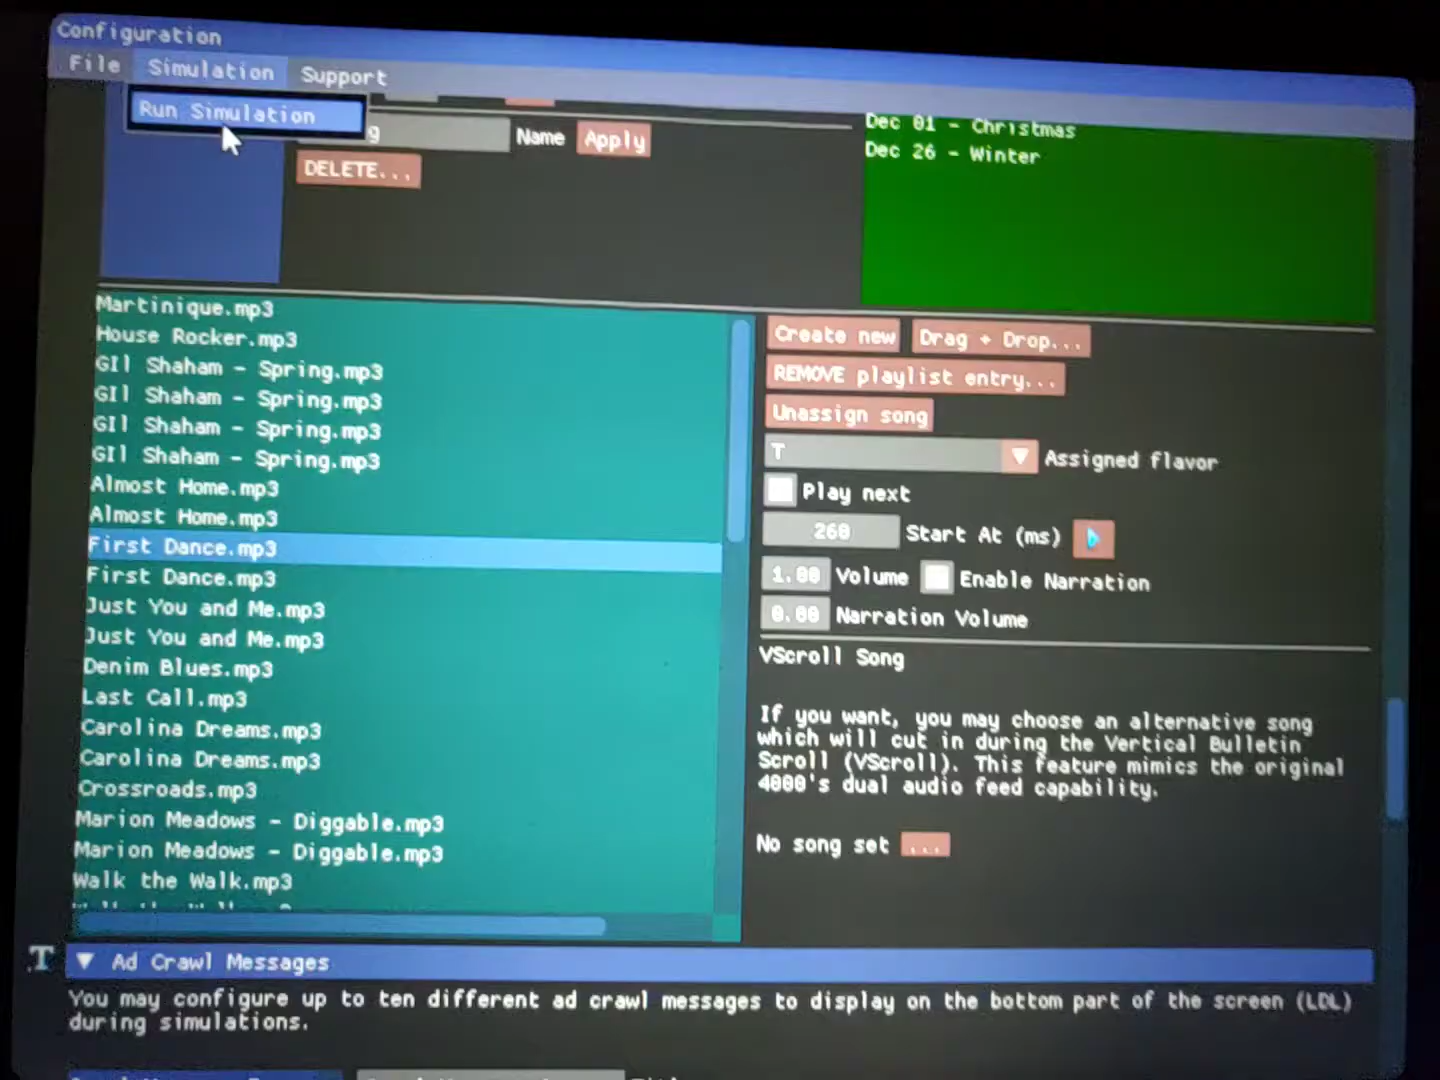 Configuration
File Simulation Support
Run Simulation
g Name Apply
DELETE...
Dec 01 - Christmas
Dec 26 - Winter
Martinique.mp3
House Rocker.mp3
GIl Shaham - Spring.mp3
GIl Shaham - Spring.mp3
GIl Shaham - Spring.mp3
GIl Shaham - Spring.mp3
Almost Home.mp3
Almost Home.mp3
First Dance.mp3
First Dance.mp3
Just You and Me.mp3
Just You and Me.mp3
Denim Blues.mp3
Last Call.mp3
Carolina Dreams.mp3
Carolina Dreams.mp3
Crossroads.mp3
Marion Meadows - Diggable.mp3
Marion Meadows - Diggable.mp3
Walk the Walk.mp3
Create new Drag + Drop...
REMOVE playlist entry...
Unassign song
T Assigned flavor
Play next
260 Start At (ms)
1.00 Volume Enable Narration
0.00 Narration Volume
VScroll Song
If you want, you may choose an alternative song
which will cut in during the Vertical Bulletin
Scroll (VScroll). This feature mimics the original
4000's dual audio feed capability.
No song set ...
T Ad Crawl Messages
You may configure up to ten different ad crawl messages to display on the bottom part of the screen (LDL)
during simulations.